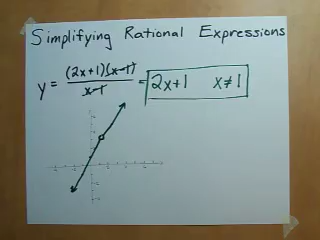 Simplifying Rational Expressions
y = (2x+1)(x-1) / x-1 = 2x+1 x≠1